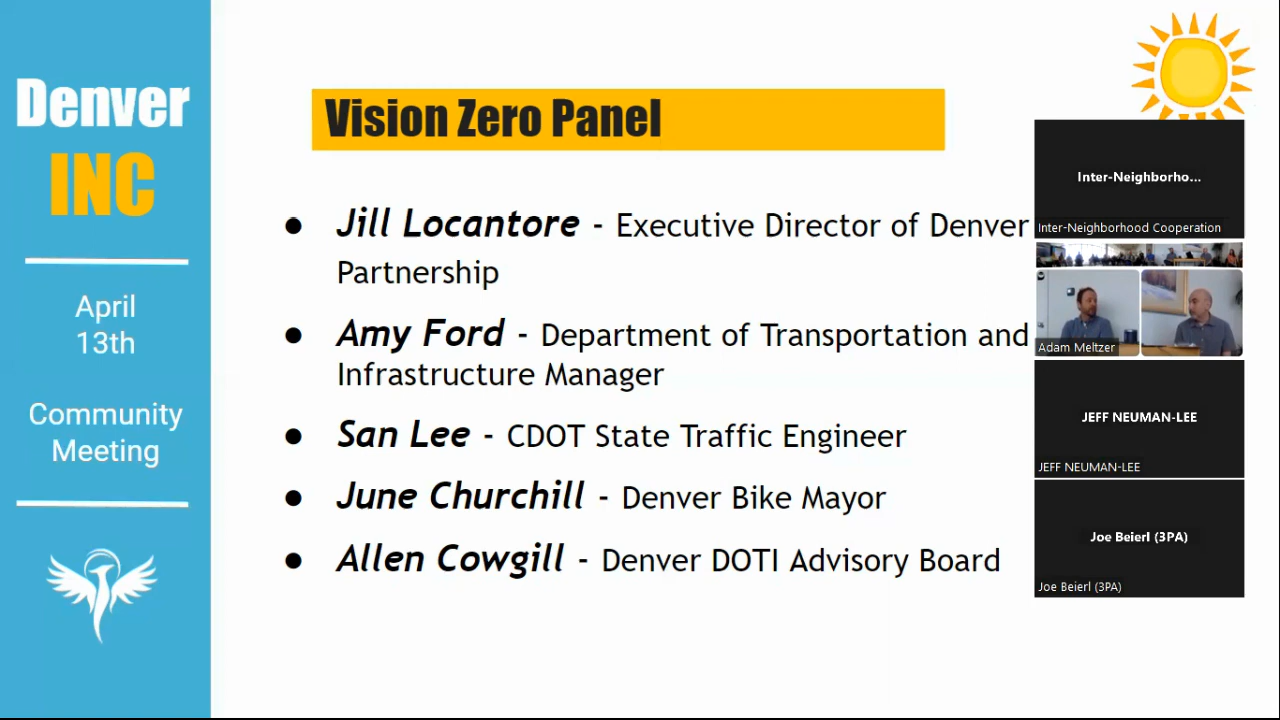 Denver
INC
April
13th
Community
Meeting
Vision Zero Panel
● Jill Locantore - Executive Director of Denver
Partnership
● Amy Ford - Department of Transportation and
Infrastructure Manager
● San Lee - CDOT State Traffic Engineer
● June Churchill - Denver Bike Mayor
● Allen Cowgill - Denver DOTI Advisory Board
Inter-Neighborho...
Inter-Neighborhood Cooperation
Adam Meltzer
JEFF NEUMAN-LEE
JEFF NEUMAN-LEE
Joe Beierl (3PA)
Joe Beierl (3PA)